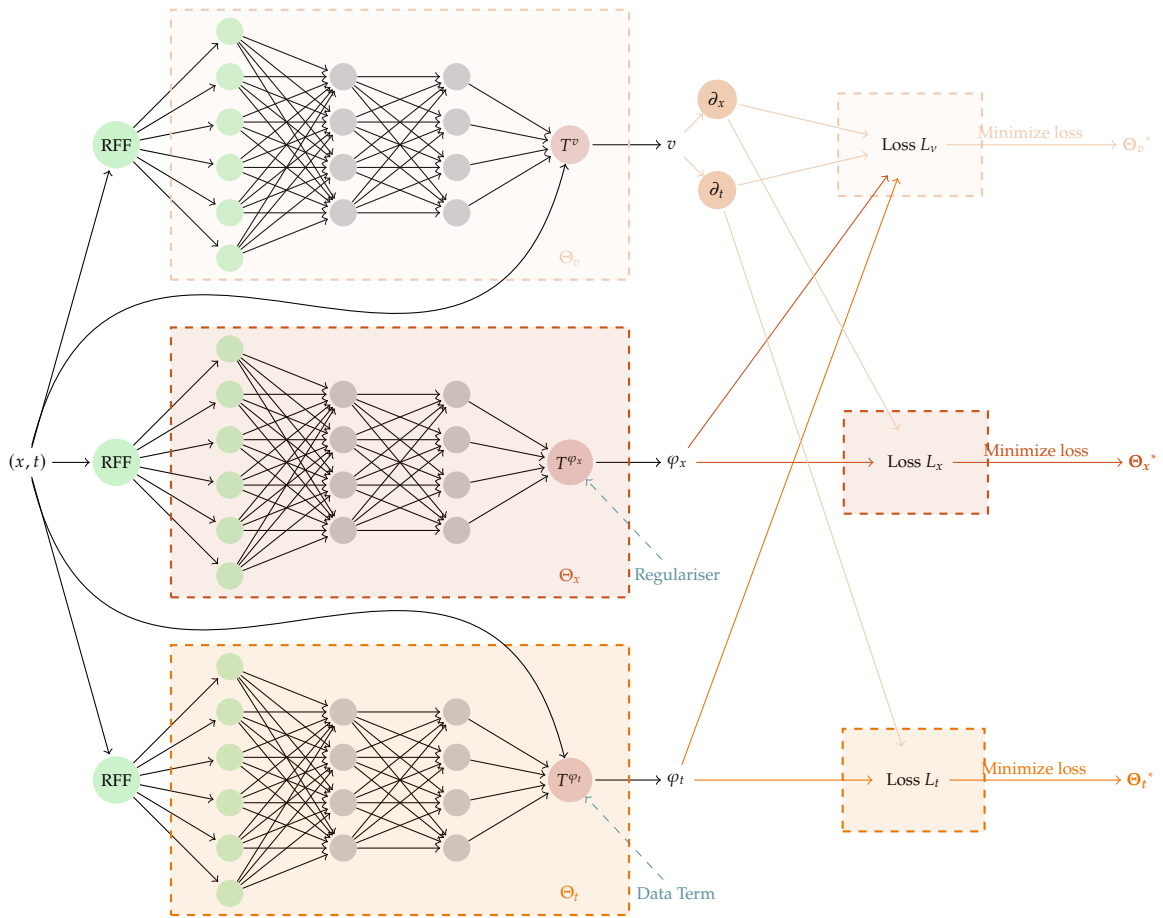 RFF
T^v
v
∂_x
∂_t
Loss L_v
Minimize loss
Θ_v^*
Θ_v
(x, t)
RFF
T^{φ_x}
φ_x
Loss L_x
Minimize loss
Θ_x^*
Θ_x
Regulariser
RFF
T^{φ_t}
φ_t
Loss L_t
Minimize loss
Θ_t^*
Θ_t
Data Term